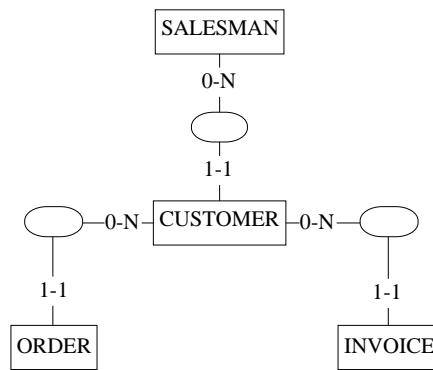 SALESMAN
0-N
1-1
0-N CUSTOMER 0-N
1-1 1-1
ORDER INVOICE